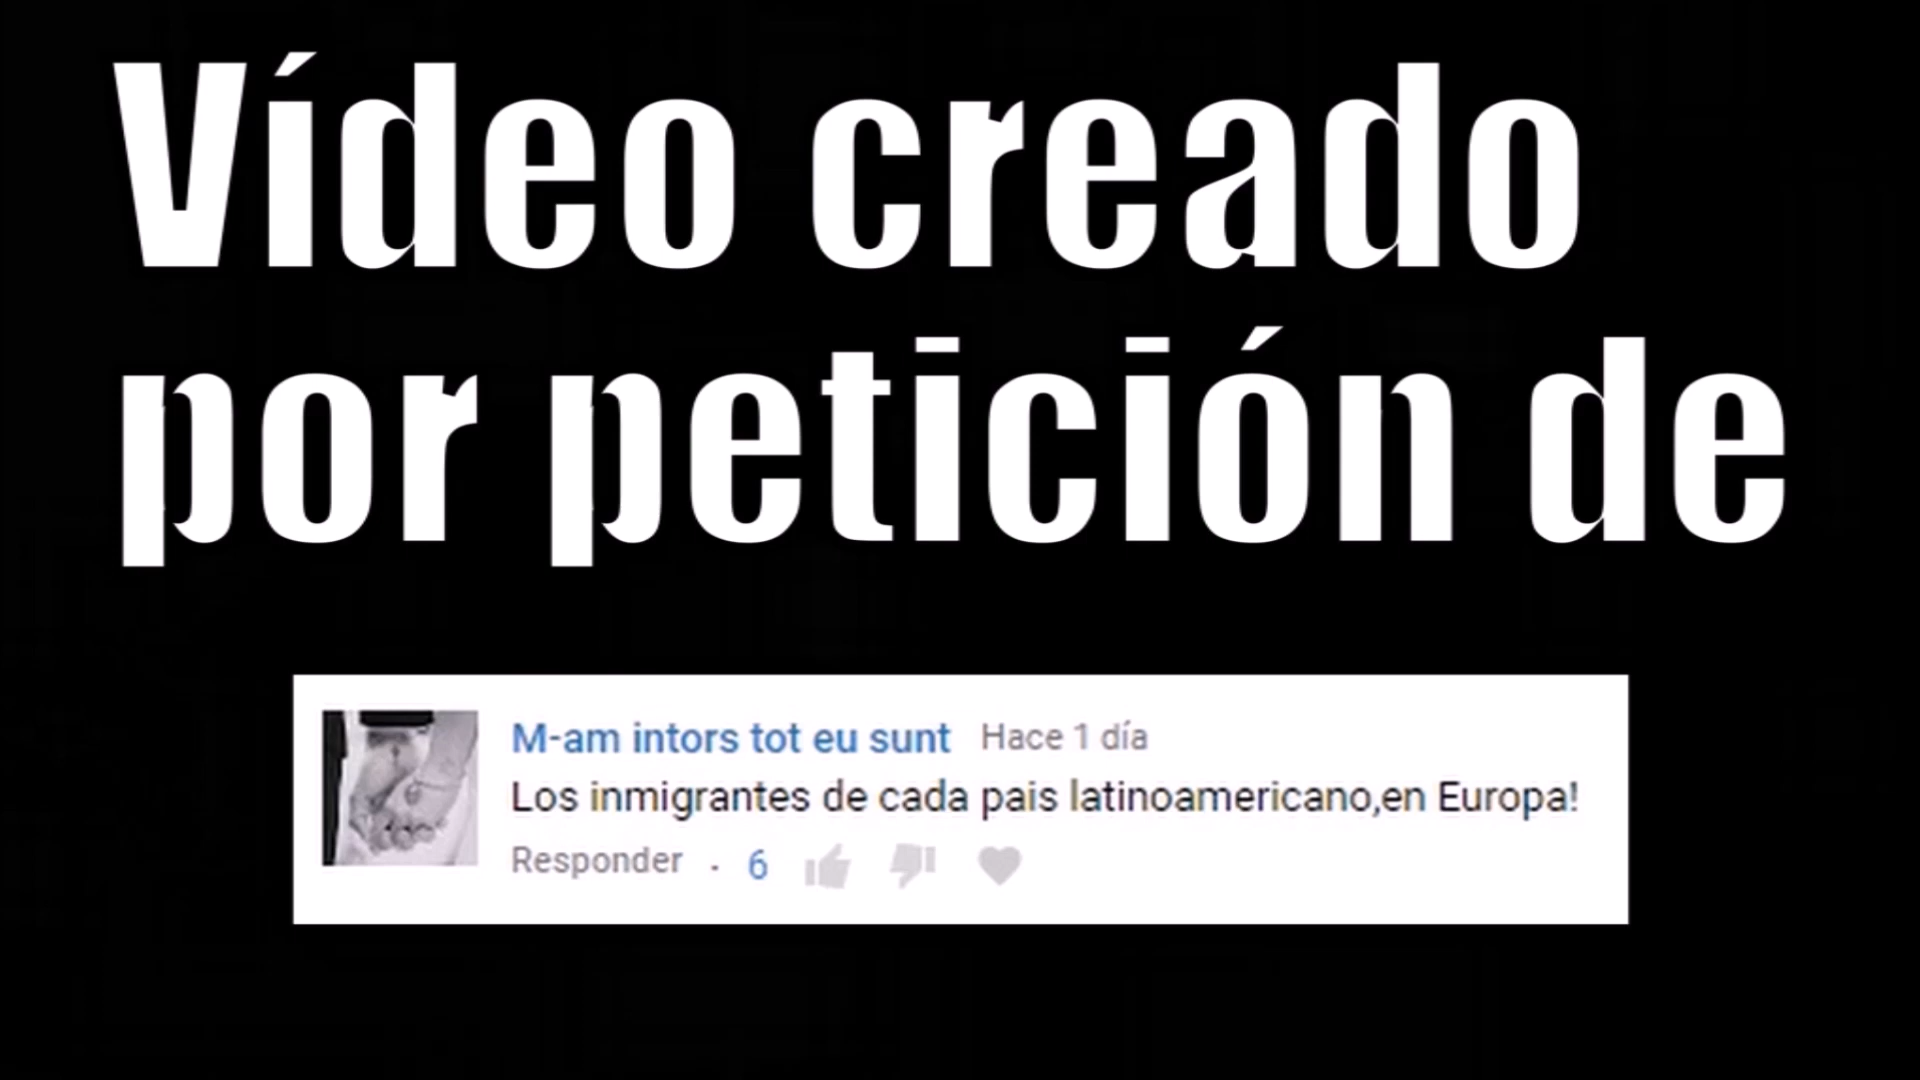 Vídeo creado
por petición de
M-am intors tot eu sunt Hace 1 día
Los inmigrantes de cada pais latinoamericano,en Europa!
Responder . 6